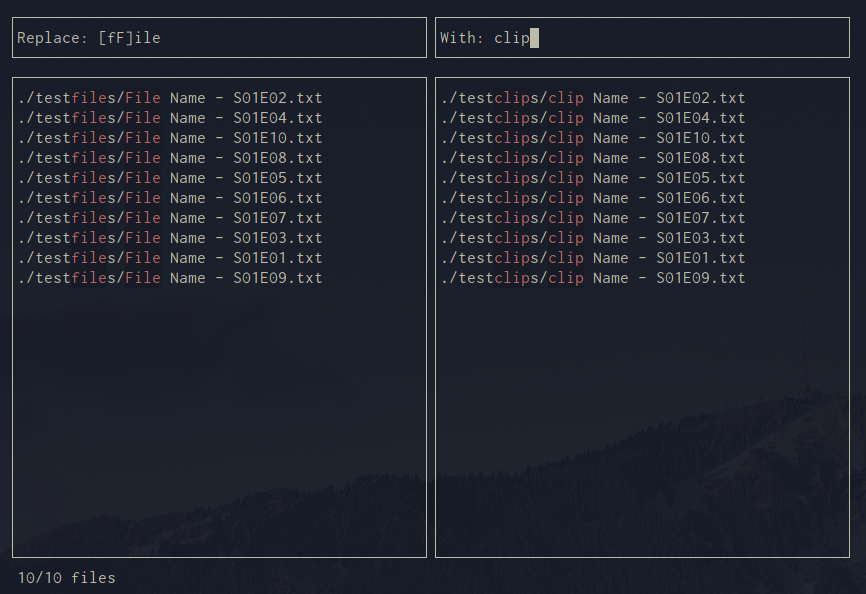 Replace: [fF]ile
With: clip
./testfiles/File Name - S01E02.txt
./testfiles/File Name - S01E04.txt
./testfiles/File Name - S01E10.txt
./testfiles/File Name - S01E08.txt
./testfiles/File Name - S01E05.txt
./testfiles/File Name - S01E06.txt
./testfiles/File Name - S01E07.txt
./testfiles/File Name - S01E03.txt
./testfiles/File Name - S01E01.txt
./testfiles/File Name - S01E09.txt
./testclips/clip Name - S01E02.txt
./testclips/clip Name - S01E04.txt
./testclips/clip Name - S01E10.txt
./testclips/clip Name - S01E08.txt
./testclips/clip Name - S01E05.txt
./testclips/clip Name - S01E06.txt
./testclips/clip Name - S01E07.txt
./testclips/clip Name - S01E03.txt
./testclips/clip Name - S01E01.txt
./testclips/clip Name - S01E09.txt
10/10 files